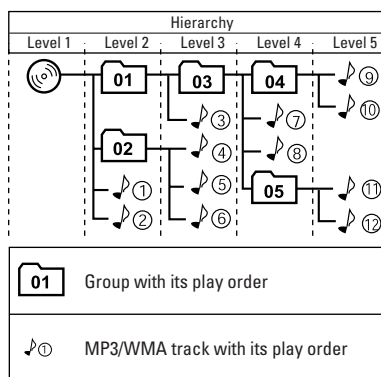 Hierarchy
Level 1 Level 2 Level 3 Level 4 Level 5
01 03 04 ⑨
③ ⑦ ⑩
02 ④ ⑧
① ⑤ 05 ⑪
② ⑥ ⑫
01 Group with its play order
① MP3/WMA track with its play order